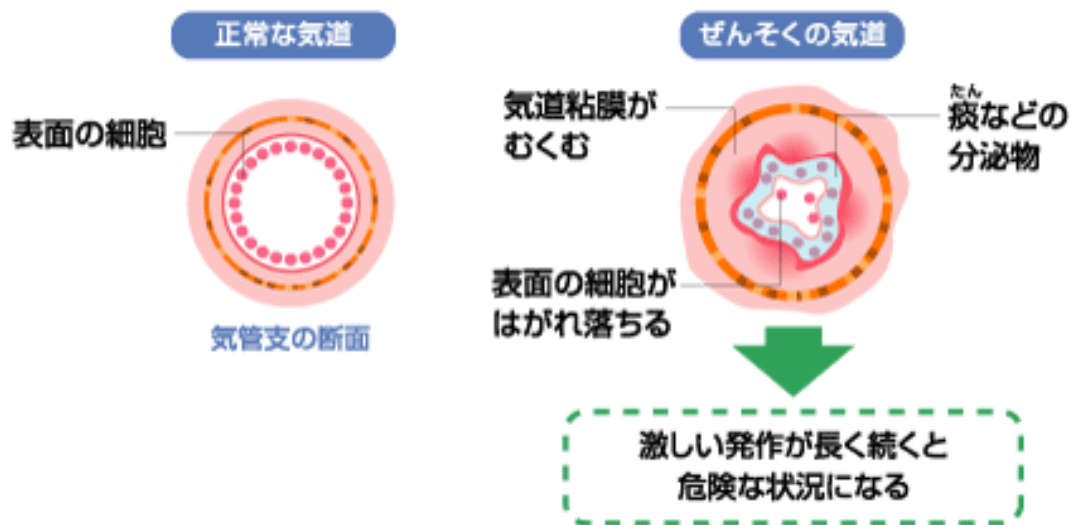 正常な気道
表面の細胞
気管支の断面
ぜんそくの気道
気道粘膜が
むくむ
たん
痰などの
分泌物
表面の細胞が
はがれ落ちる
激しい発作が長く続くと
危険な状況になる